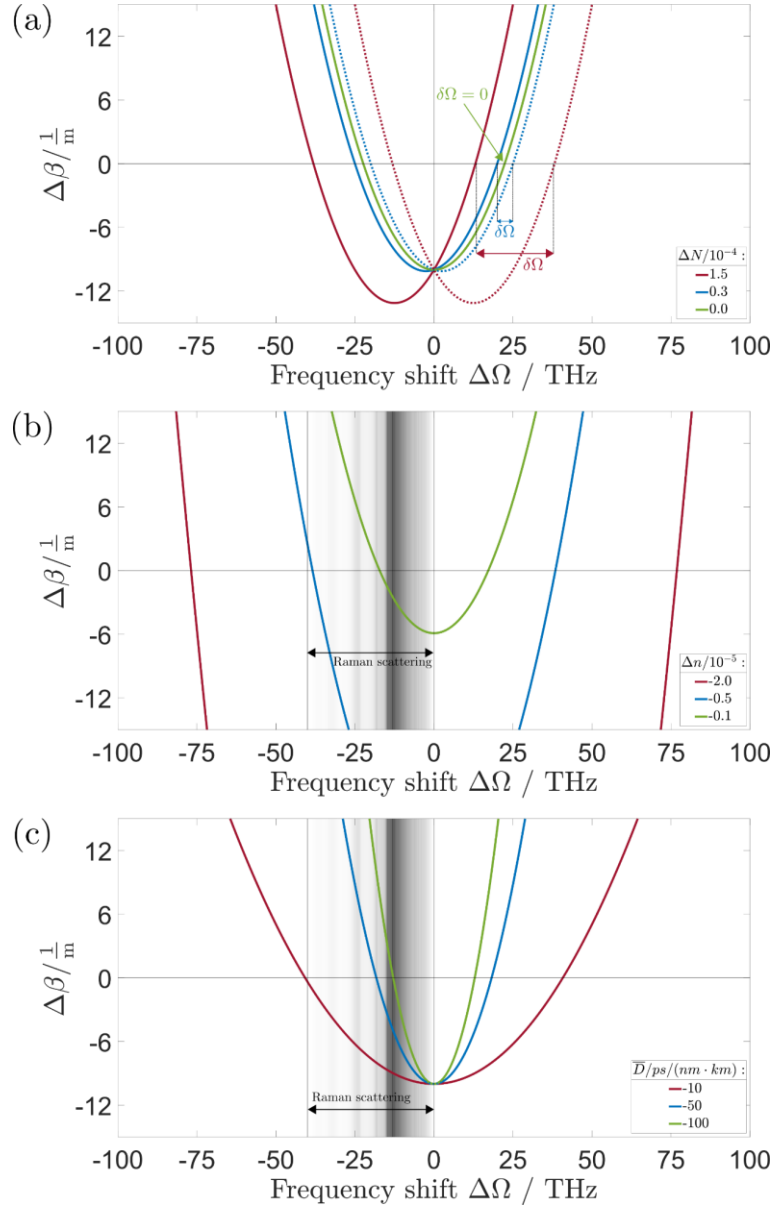 (a)
12
6
0
-6
-12
Δβ/ 1/m
δΩ = 0
δΩ
δΩ
ΔN/10⁻⁴ :
1.5
0.3
0.0
-100 -75 -50 -25 0 25 50 75 100
Frequency shift ΔΩ / THz
(b)
12
6
0
-6
-12
Δβ/ 1/m
Raman scattering
Δn/10⁻⁵ :
-2.0
-0.5
-0.1
-100 -75 -50 -25 0 25 50 75 100
Frequency shift ΔΩ / THz
(c)
12
6
0
-6
-12
Δβ/ 1/m
Raman scattering
D̅/ps/(nm · km) :
-10
-50
-100
-100 -75 -50 -25 0 25 50 75 100
Frequency shift ΔΩ / THz